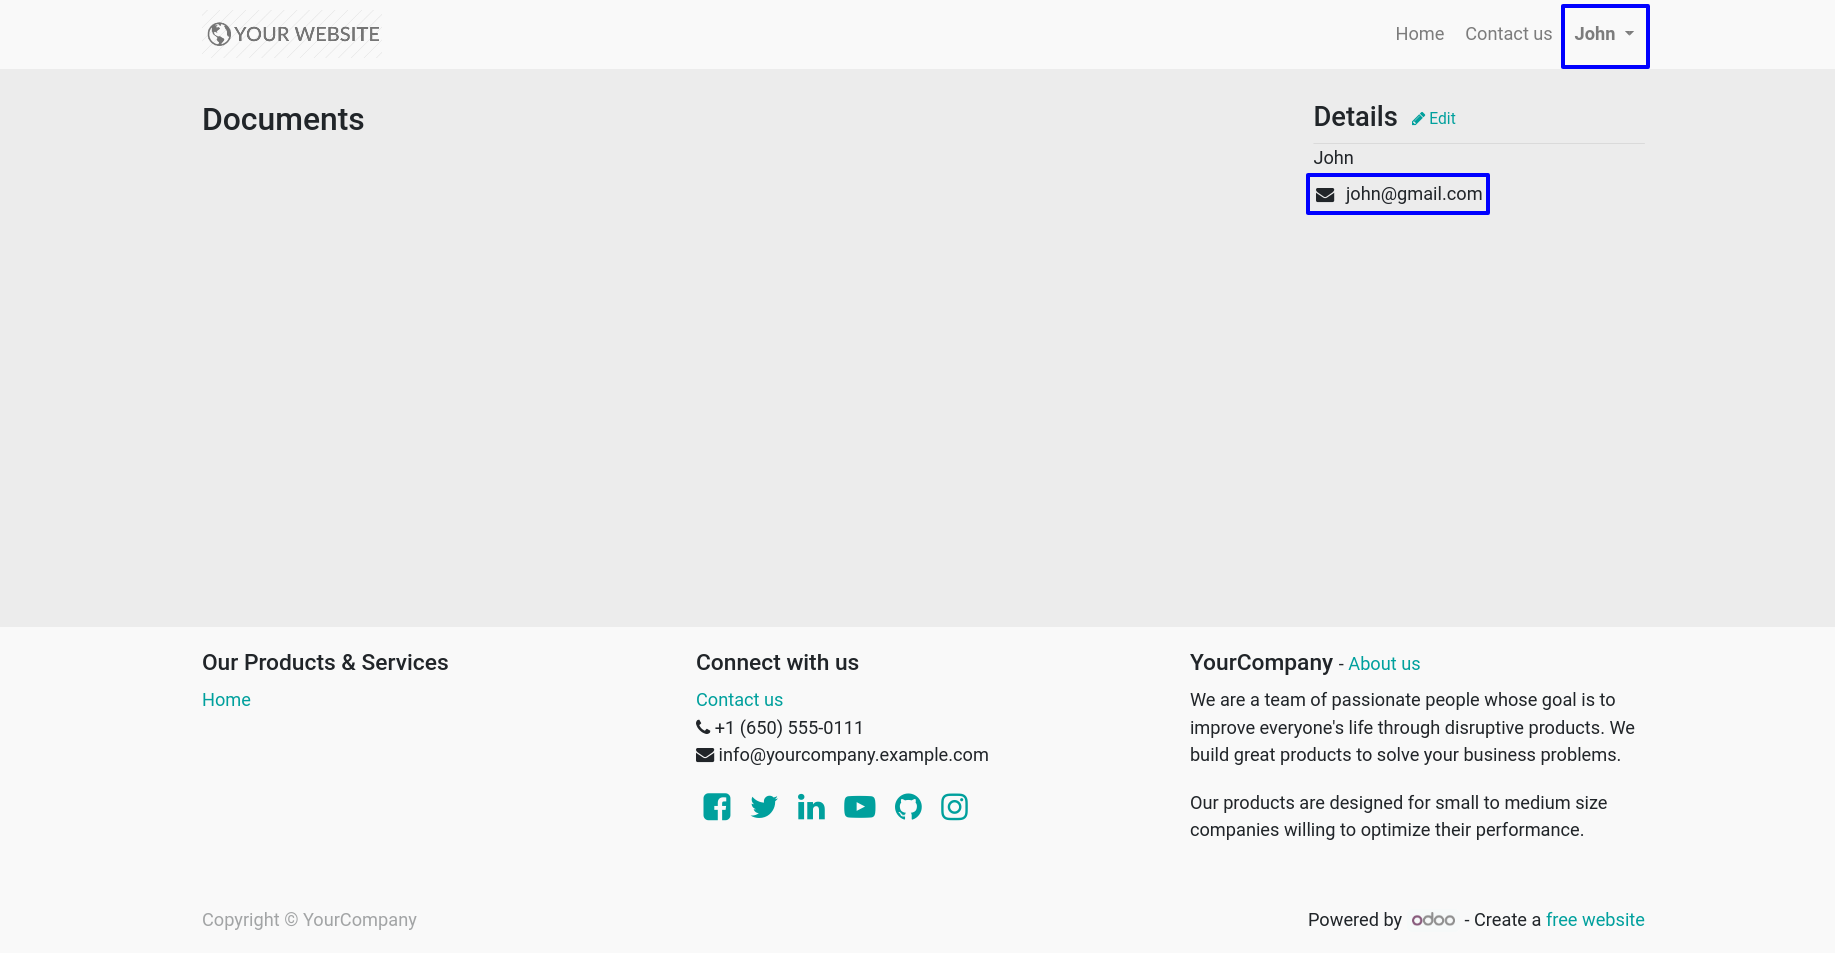 YOUR WEBSITE
Home Contact us John
Documents
Details Edit
John
john@gmail.com
Our Products & Services
Home
Connect with us
Contact us
+1 (650) 555-0111
info@yourcompany.example.com
YourCompany - About us
We are a team of passionate people whose goal is to
improve everyone's life through disruptive products. We
build great products to solve your business problems.
Our products are designed for small to medium size
companies willing to optimize their performance.
Copyright © YourCompany
Powered by odoo - Create a free website